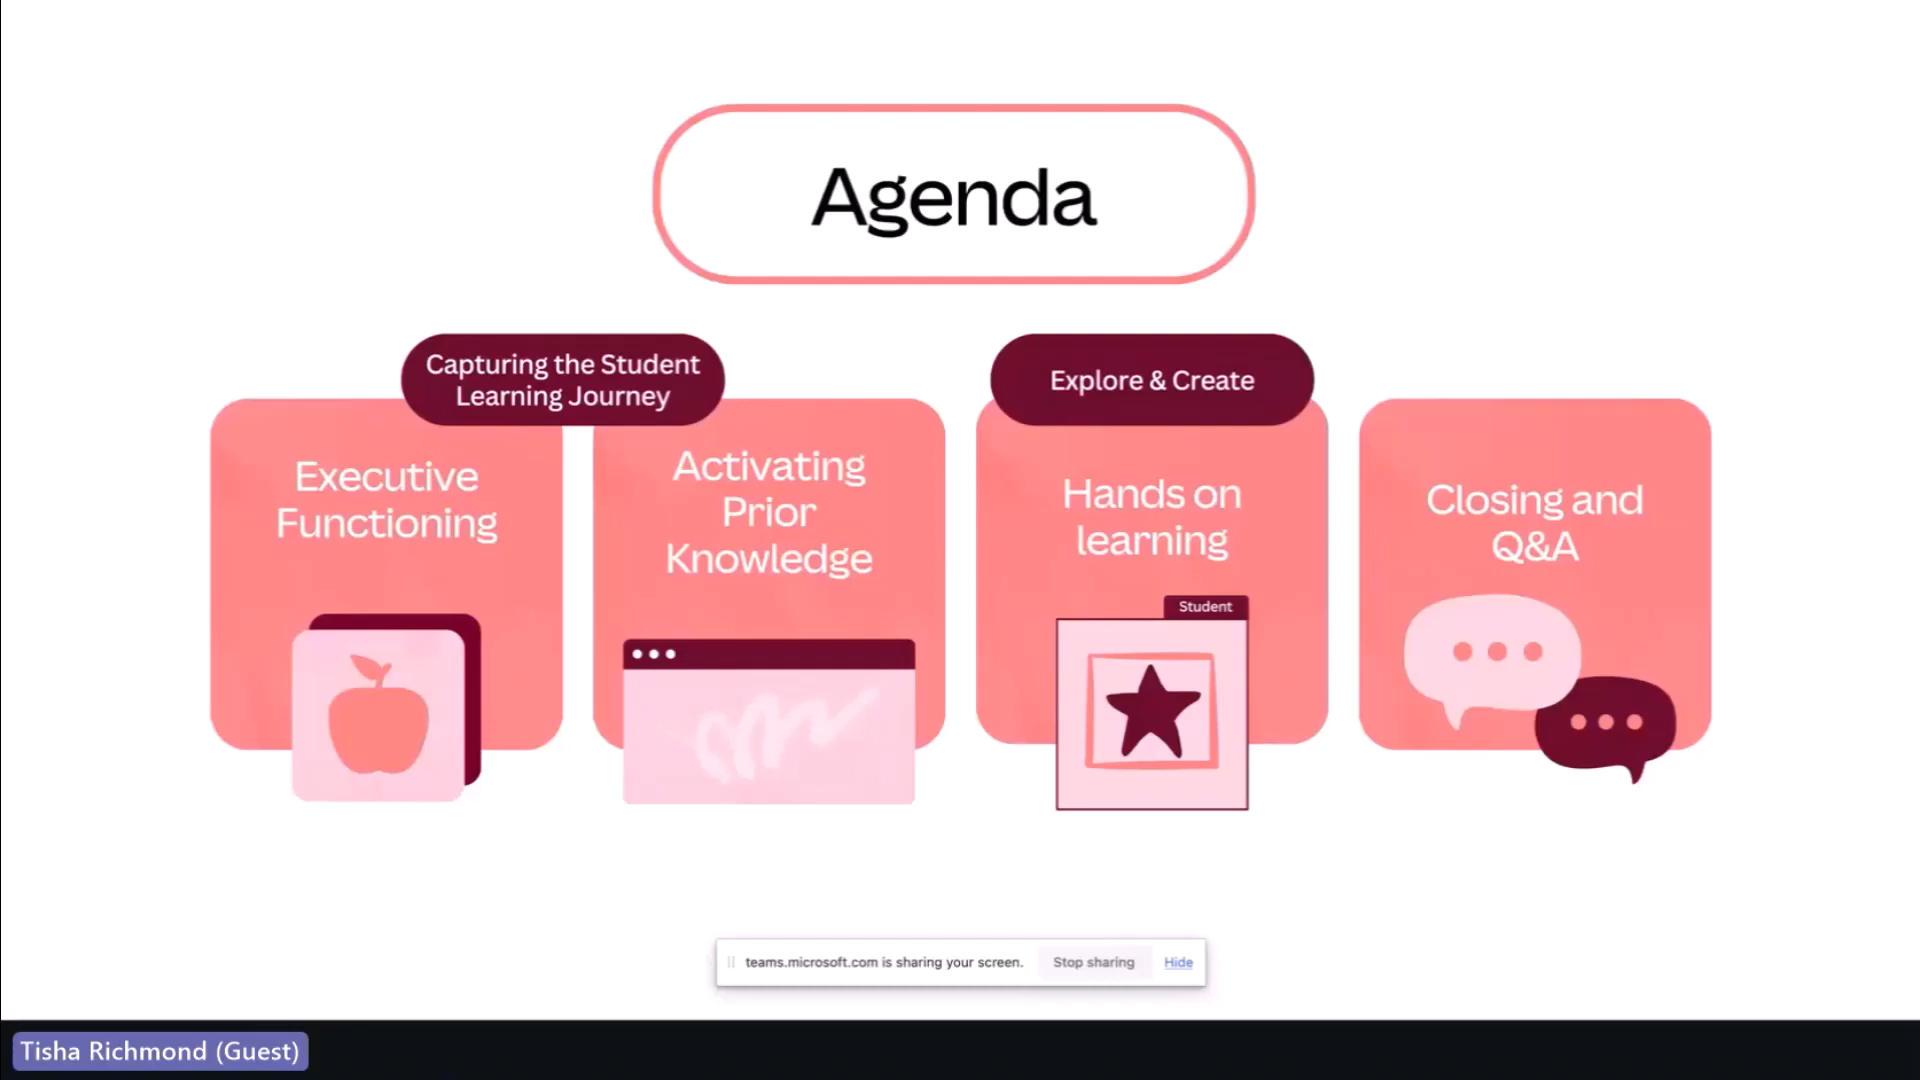 Agenda
Capturing the Student
Learning Journey
Executive
Functioning
Activating
Prior
Knowledge
Explore & Create
Hands on
learning
Student
Closing and
Q&A
teams.microsoft.com is sharing your screen.
Stop sharing
Hide
Tisha Richmond (Guest)